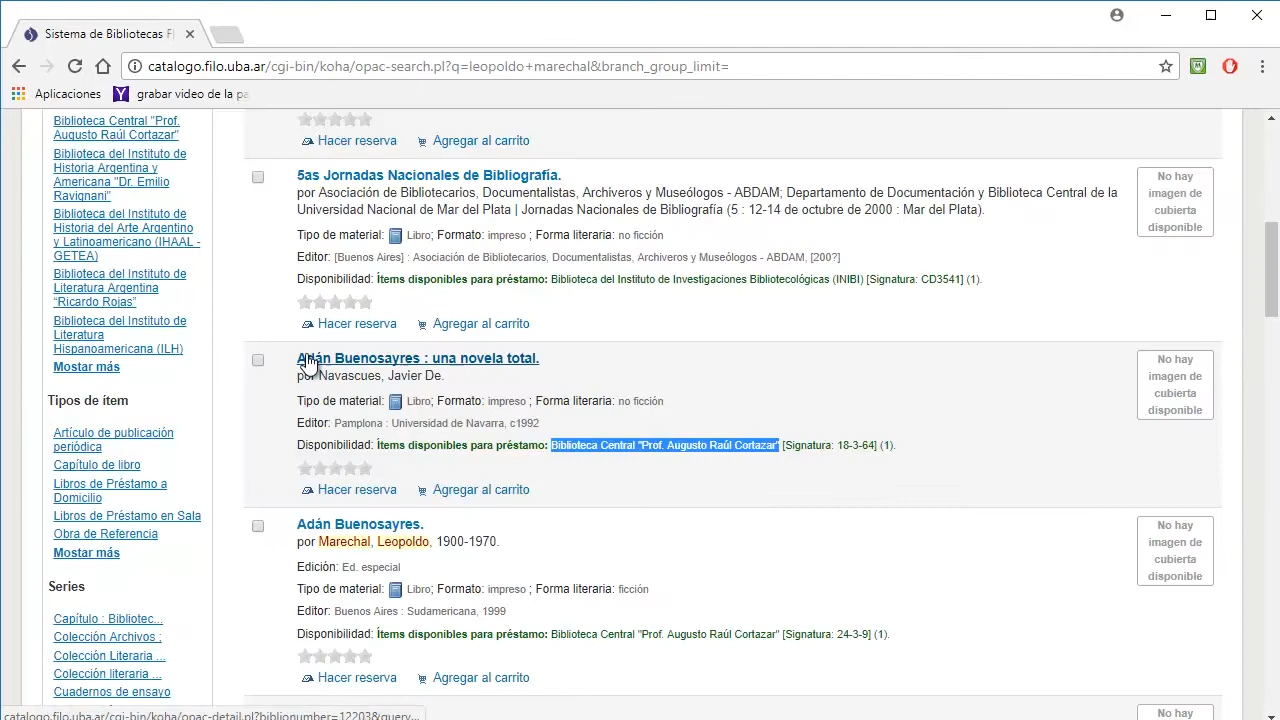 Sistema de Bibliotecas F
catalogo.filo.uba.ar/cgi-bin/koha/opac-search.pl?q=leopoldo+marechal&branch_group_limit=
Aplicaciones
grabar video de la pa
Biblioteca Central "Prof.
Augusto Raúl Cortazar"
Biblioteca del Instituto de
Historia Argentina y
Americana "Dr. Emilio
Ravignani"
Biblioteca del Instituto de
Historia del Arte Argentino
y Latinoamericano (IHAAL -
GETEA)
Biblioteca del Instituto de
Literatura Argentina
“Ricardo Rojas”
Biblioteca del Instituto de
Literatura
Hispanoamericana (ILH)
Mostar más
Tipos de ítem
Artículo de publicación
periódica
Capítulo de libro
Libros de Préstamo a
Domicilio
Libros de Préstamo en Sala
Obra de Referencia
Mostar más
Series
Capítulo : Bibliotec...
Colección Archivos :
Colección Literaria ...
Colección literaria ...
Cuadernos de ensayo
Hacer reserva Agregar al carrito
5as Jornadas Nacionales de Bibliografía.
por Asociación de Bibliotecarios, Documentalistas, Archiveros y Museólogos - ABDAM; Departamento de Documentación y Biblioteca Central de la
Universidad Nacional de Mar del Plata | Jornadas Nacionales de Bibliografía (5 : 12-14 de octubre de 2000 : Mar del Plata).
Tipo de material: Libro; Formato: impreso ; Forma literaria: no ficción
Editor: [Buenos Aires] : Asociación de Bibliotecarios, Documentalistas, Archiveros y Museólogos - ABDAM, [200?]
Disponibilidad: Ítems disponibles para préstamo: Biblioteca del Instituto de Investigaciones Bibliotecológicas (INIBI) [Signatura: CD3541] (1).
Hacer reserva Agregar al carrito
No hay
imagen de
cubierta
disponible
Adán Buenosayres : una novela total.
por Navascues, Javier De.
Tipo de material: Libro; Formato: impreso ; Forma literaria: no ficción
Editor: Pamplona : Universidad de Navarra, c1992
Disponibilidad: Ítems disponibles para préstamo: Biblioteca Central "Prof. Augusto Raúl Cortazar" [Signatura: 18-3-64] (1).
Hacer reserva Agregar al carrito
No hay
imagen de
cubierta
disponible
Adán Buenosayres.
por Marechal, Leopoldo, 1900-1970.
Edición: Ed. especial
Tipo de material: Libro; Formato: impreso ; Forma literaria: ficción
Editor: Buenos Aires : Sudamericana, 1999
Disponibilidad: Ítems disponibles para préstamo: Biblioteca Central "Prof. Augusto Raúl Cortazar" [Signatura: 24-3-9] (1).
Hacer reserva Agregar al carrito
No hay
imagen de
cubierta
disponible
No hay
catalogo.filo.uba.ar/cgi-bin/koha/opac-detail.pl?biblionumber=12203&query...